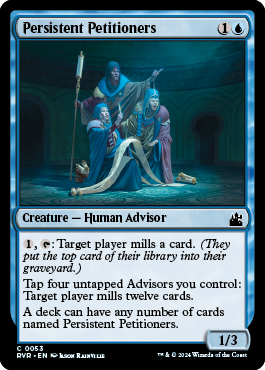 Persistent Petitioners 1
Creature — Human Advisor
1, : Target player mills a card. (They
put the top card of their library into their
graveyard.)
Tap four untapped Advisors you control:
Target player mills twelve cards.
A deck can have any number of cards
named Persistent Petitioners.
1/3
C 0053
RVR • EN Jason Rainville
™ & © 2024 Wizards of the Coast